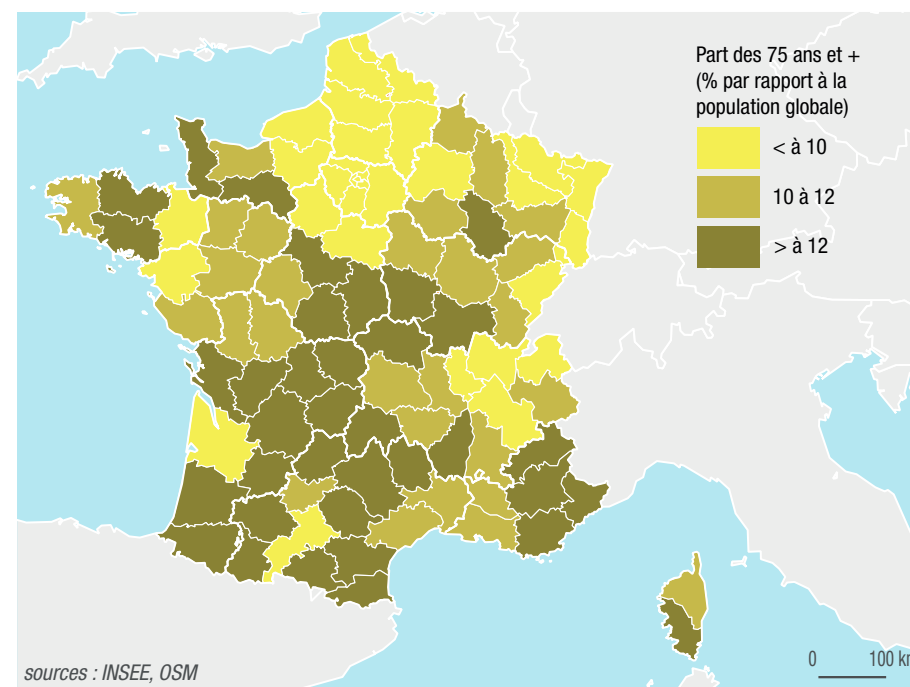 Part des 75 ans et +
(% par rapport à la
population globale)
< à 10
10 à 12
> à 12
sources : INSEE, OSM
0 100 km